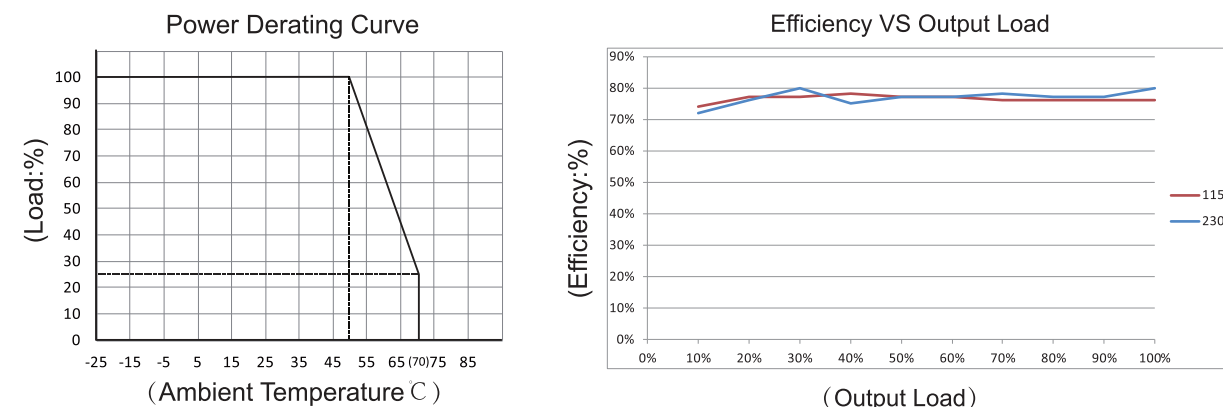 Power Derating Curve
(Load:%)
100
90
80
70
60
50
40
30
20
10
0
-25 -15 -5 5 15 25 35 45 55 65 (70) 75 85
(Ambient Temperature ℃)
Efficiency VS Output Load
(Efficiency:%)
90%
80%
70%
60%
50%
40%
30%
20%
10%
0%
0% 10% 20% 30% 40% 50% 60% 70% 80% 90% 100%
115
230
(Output Load)